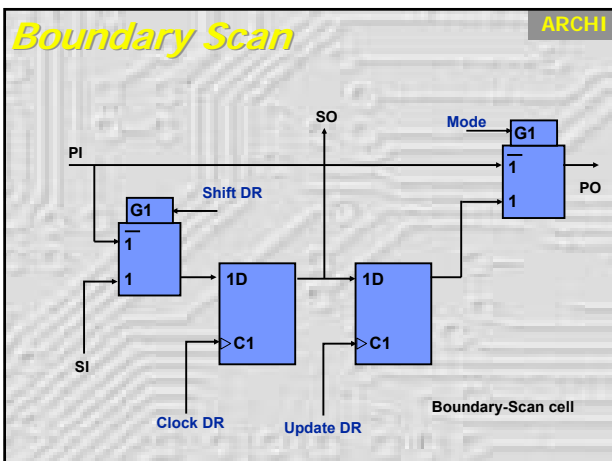 Boundary Scan
ARCHI
SO
Mode
G1
PI
1
PO
Shift DR
G1
1
1
1
1D
1D
C1
C1
SI
Clock DR
Update DR
Boundary-Scan cell